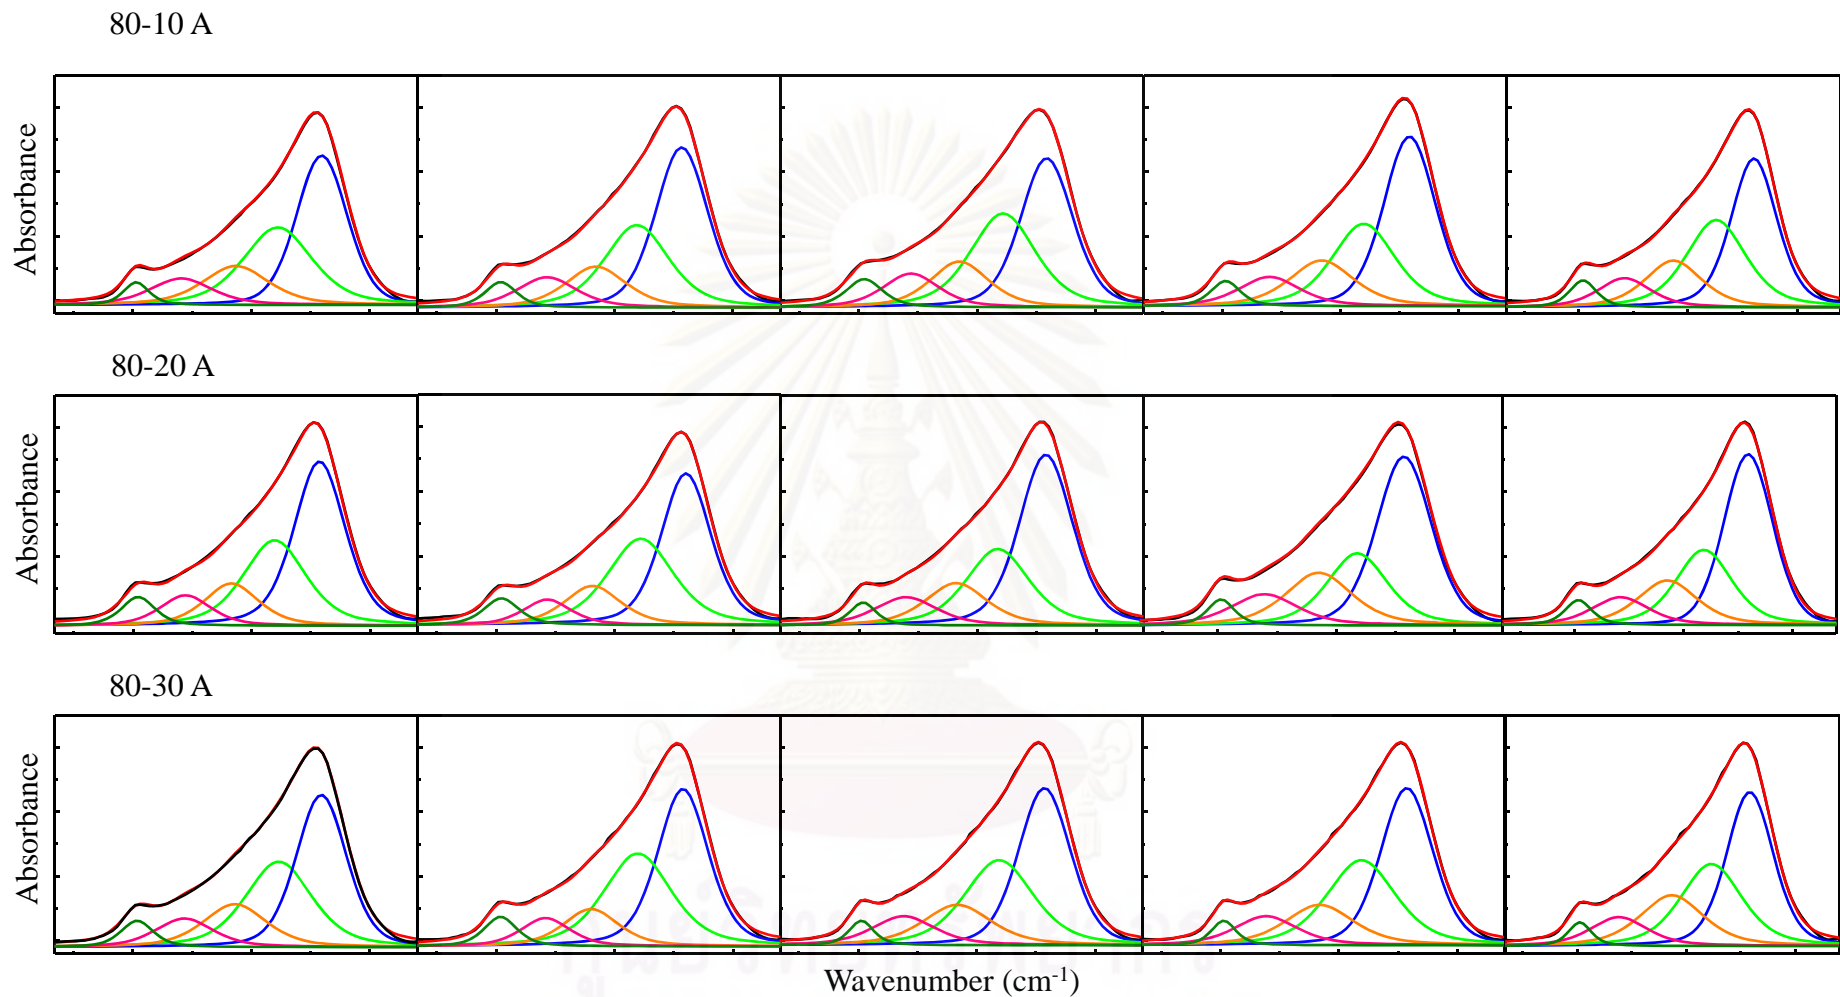 80-10 A
Absorbance
80-20 A
Absorbance
80-30 A
Absorbance
Wavenumber (cm⁻¹)